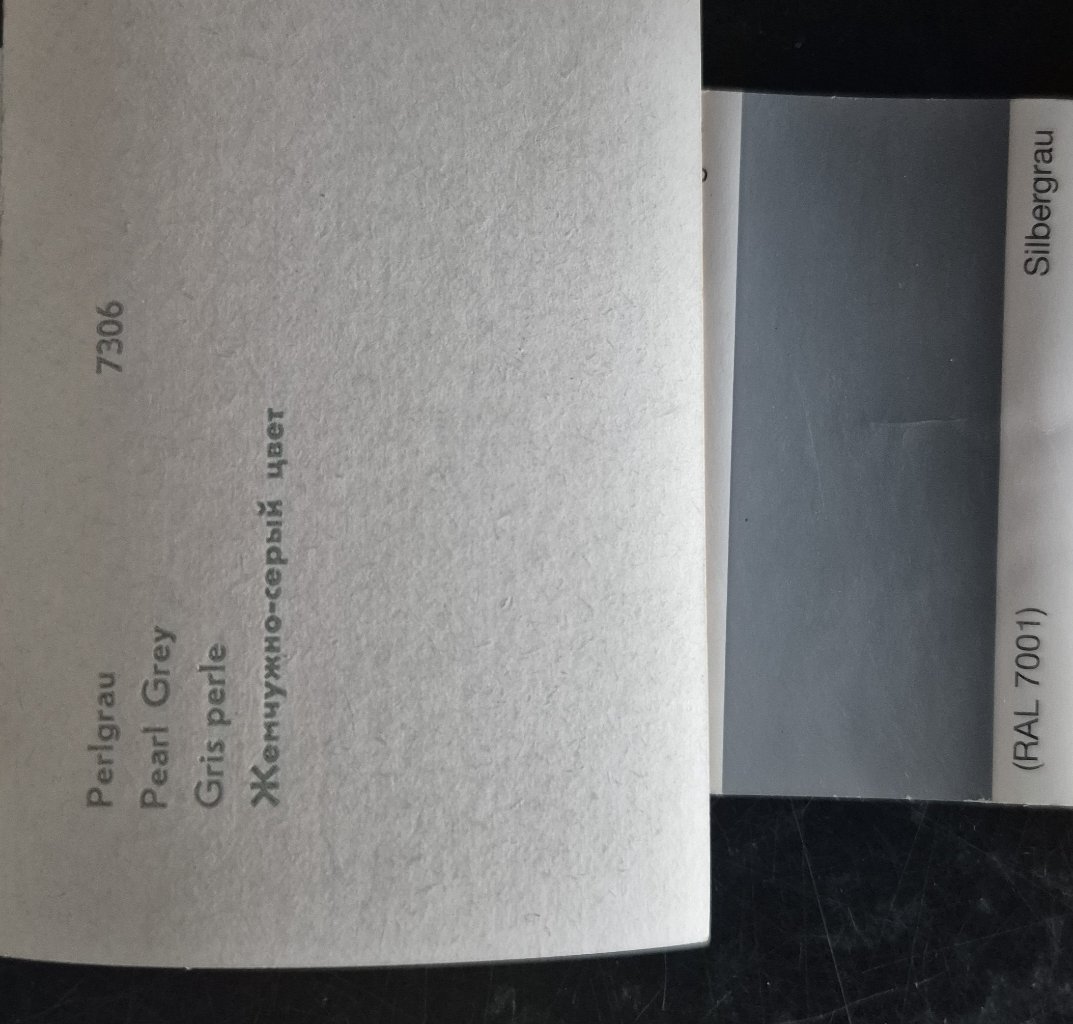 Perlgrau 7306
Pearl Grey
Gris perle
Жемчужно-серый цвет
(RAL 7001) Silbergrau